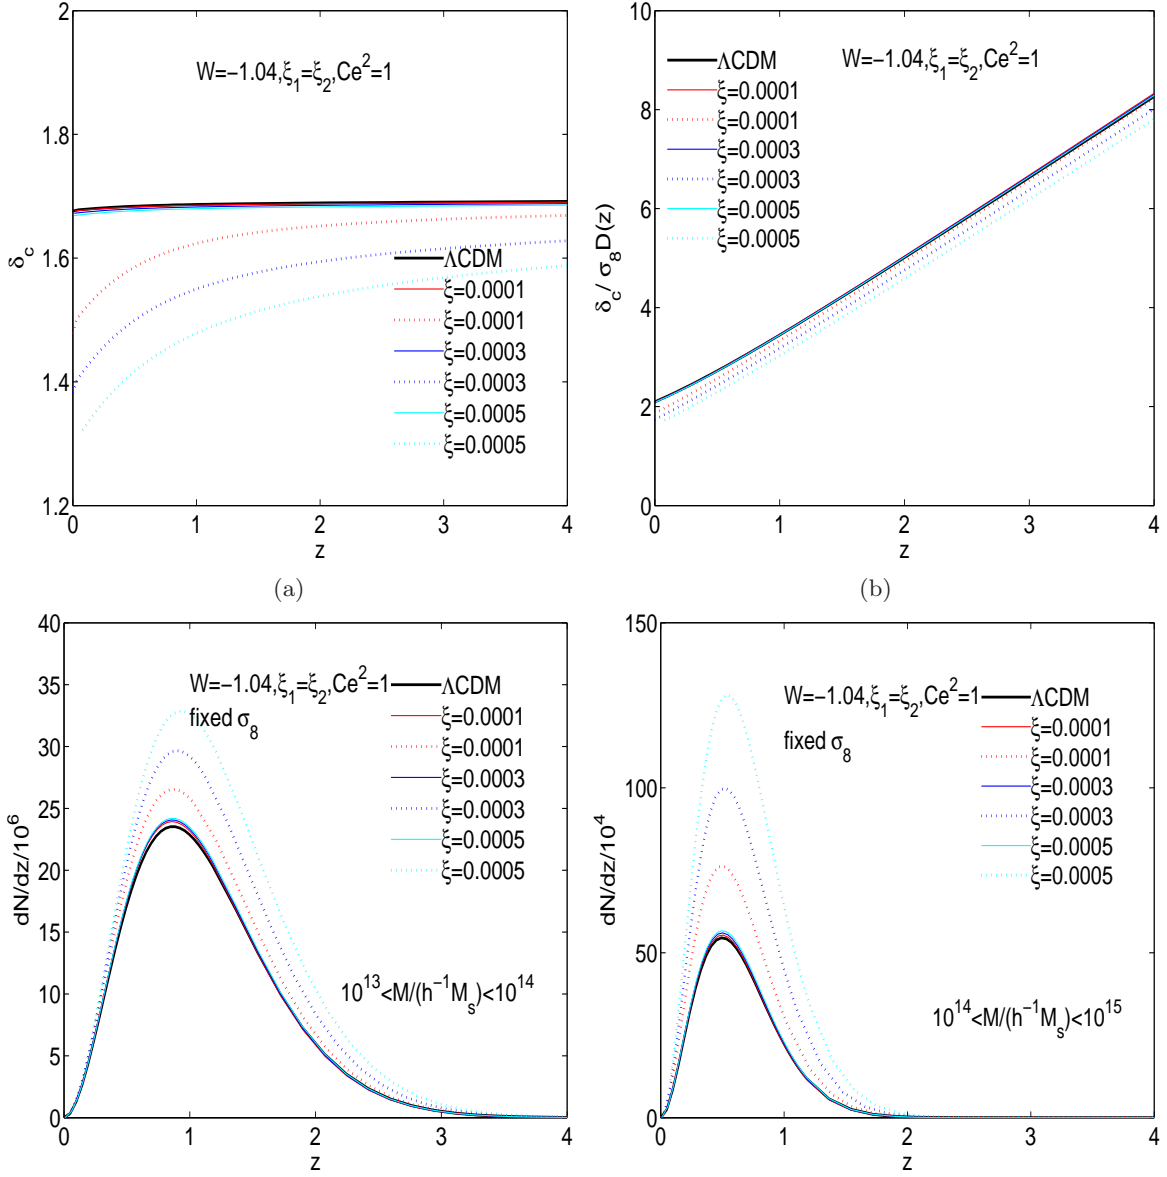 2
1.8
1.6
1.4
1.2
0 1 2 3 4
z
δc
W=−1.04,ξ1=ξ2,Ce2=1
ΛCDM
ξ=0.0001
ξ=0.0001
ξ=0.0003
ξ=0.0003
ξ=0.0005
ξ=0.0005
(a)
10
8
6
4
2
0
0 1 2 3 4
z
δc/ σ8D(z)
W=−1.04,ξ1=ξ2,Ce2=1
ΛCDM
ξ=0.0001
ξ=0.0001
ξ=0.0003
ξ=0.0003
ξ=0.0005
ξ=0.0005
(b)
40
35
30
25
20
15
10
5
0
0 1 2 3 4
z
dN/dz/10^6
W=−1.04,ξ1=ξ2,Ce2=1
fixed σ8
ΛCDM
ξ=0.0001
ξ=0.0001
ξ=0.0003
ξ=0.0003
ξ=0.0005
ξ=0.0005
10^13<M/(h^−1Ms)<10^14
150
100
50
0
0 1 2 3 4
z
dN/dz/10^4
W=−1.04,ξ1=ξ2,Ce2=1
fixed σ8
ΛCDM
ξ=0.0001
ξ=0.0001
ξ=0.0003
ξ=0.0003
ξ=0.0005
ξ=0.0005
10^14<M/(h^−1Ms)<10^15